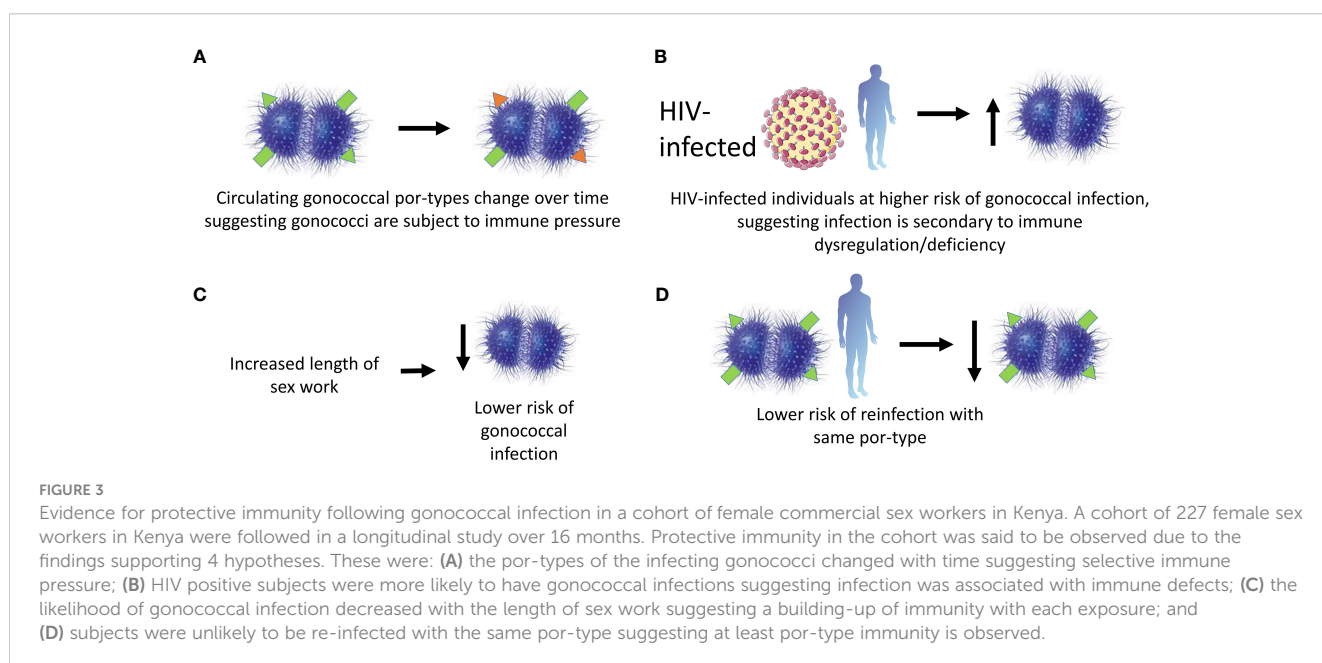 A
Circulating gonococcal por-types change over time
suggesting gonococci are subject to immune pressure
B
HIV-
infected
HIV-infected individuals at higher risk of gonococcal infection,
suggesting infection is secondary to immune
dysregulation/deficiency
C
Increased length of
sex work
Lower risk of
gonococcal
infection
D
Lower risk of reinfection with
same por-type
FIGURE 3
Evidence for protective immunity following gonococcal infection in a cohort of female commercial sex workers in Kenya. A cohort of 227 female sex
workers in Kenya were followed in a longitudinal study over 16 months. Protective immunity in the cohort was said to be observed due to the
findings supporting 4 hypotheses. These were: (A) the por-types of the infecting gonococci changed with time suggesting selective immune
pressure; (B) HIV positive subjects were more likely to have gonococcal infections suggesting infection was associated with immune defects; (C) the
likelihood of gonococcal infection decreased with the length of sex work suggesting a building-up of immunity with each exposure; and
(D) subjects were unlikely to be re-infected with the same por-type suggesting at least por-type immunity is observed.